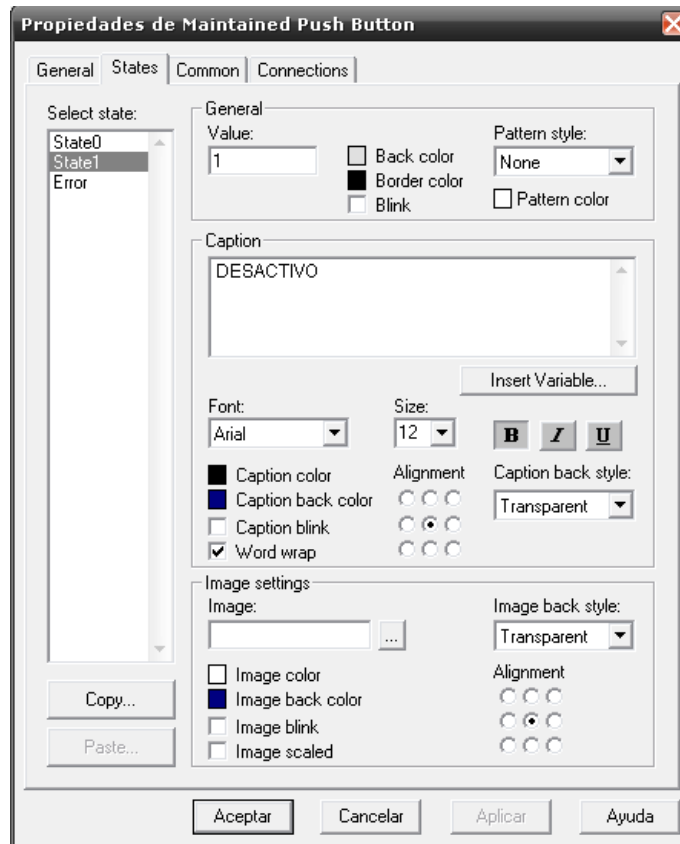 Propiedades de Maintained Push Button
General States Common Connections
Select state:
State0
State1
Error
Copy...
Paste...
General
Value:
1
Back color
Border color
Blink
Pattern style:
None
Pattern color
Caption
DESACTIVO
Insert Variable...
Font:
Arial
Size:
12
B I U
Caption color
Caption back color
Caption blink
Word wrap
Alignment
Caption back style:
Transparent
Image settings
Image:
...
Image back style:
Transparent
Image color
Image back color
Image blink
Image scaled
Alignment
Aceptar Cancelar Aplicar Ayuda